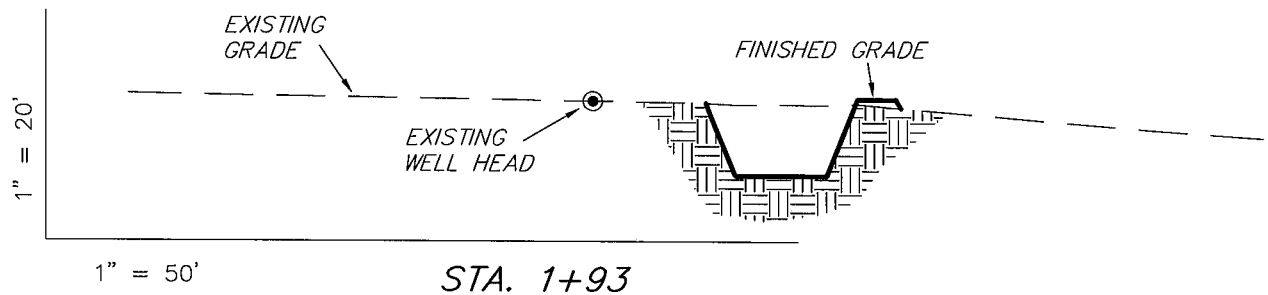 EXISTING
GRADE
FINISHED GRADE
EXISTING
WELL HEAD
1" = 20'
1" = 50'
STA. 1+93